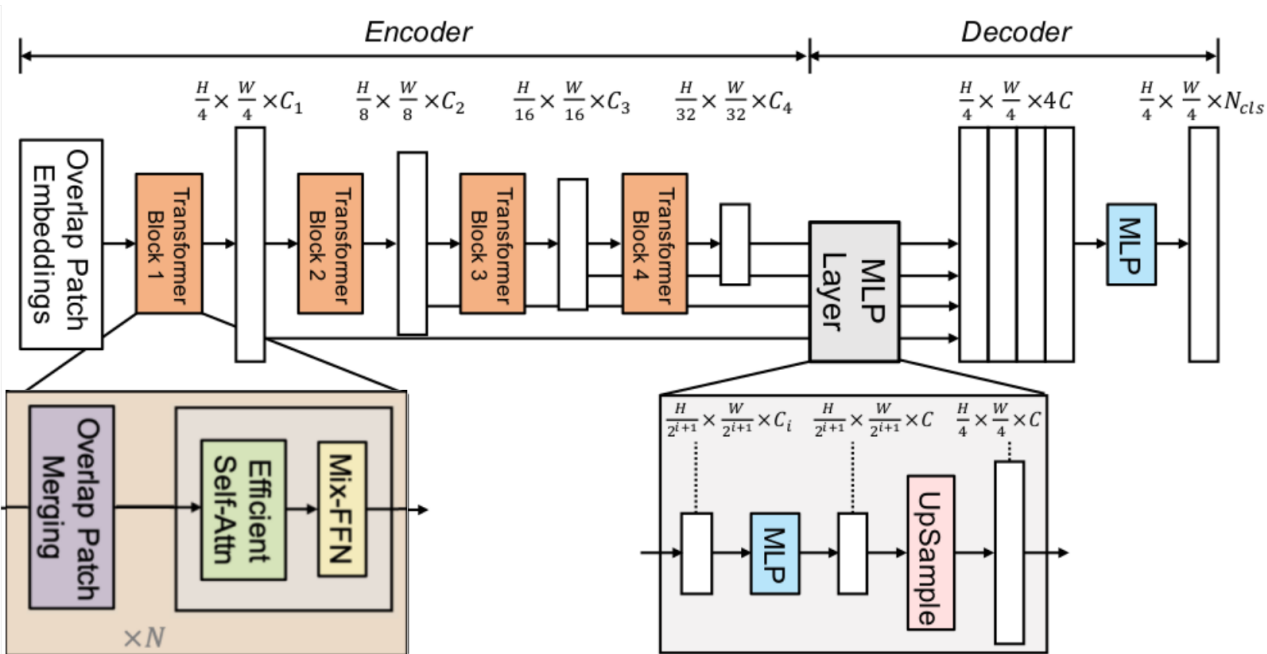 Encoder
Decoder
H/4 × W/4 ×C₁
H/8 × W/8 ×C₂
H/16 × W/16 ×C₃
H/32 × W/32 ×C₄
H/4 × W/4 ×4C
H/4 × W/4 ×N_cls
Overlap Patch
Embeddings
Transformer
Block 1
Transformer
Block 2
Transformer
Block 3
Transformer
Block 4
MLP
Layer
MLP
Overlap Patch
Merging
Efficient
Self-Attn
Mix-FFN
×N
H/2^{i+1} × W/2^{i+1} ×C_i
H/2^{i+1} × W/2^{i+1} ×C
H/4 × W/4 ×C
MLP
UpSample